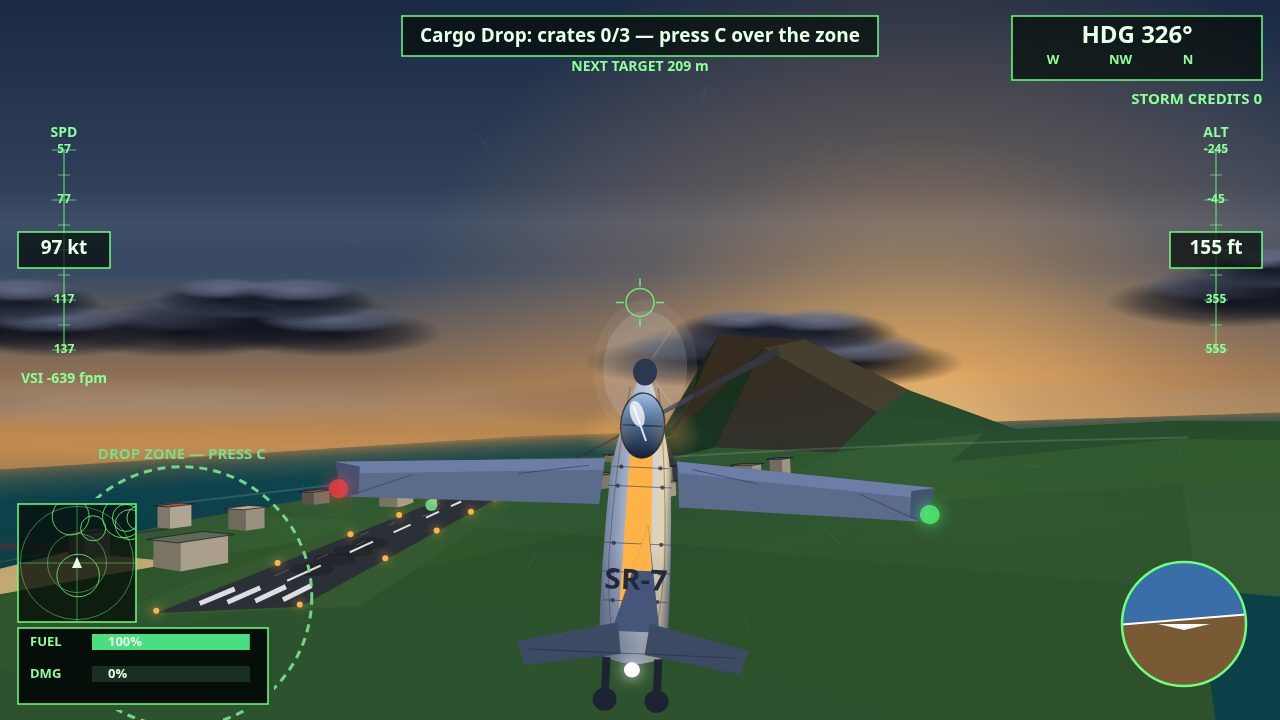 Cargo Drop: crates 0/3 — press C over the zone
NEXT TARGET 209 m
HDG 326°
W NW N
STORM CREDITS 0
SPD
57
77
97 kt
117
137
VSI -639 fpm
ALT
-245
-45
155 ft
355
555
DROP ZONE — PRESS C
SR-7
FUEL 100%
DMG 0%